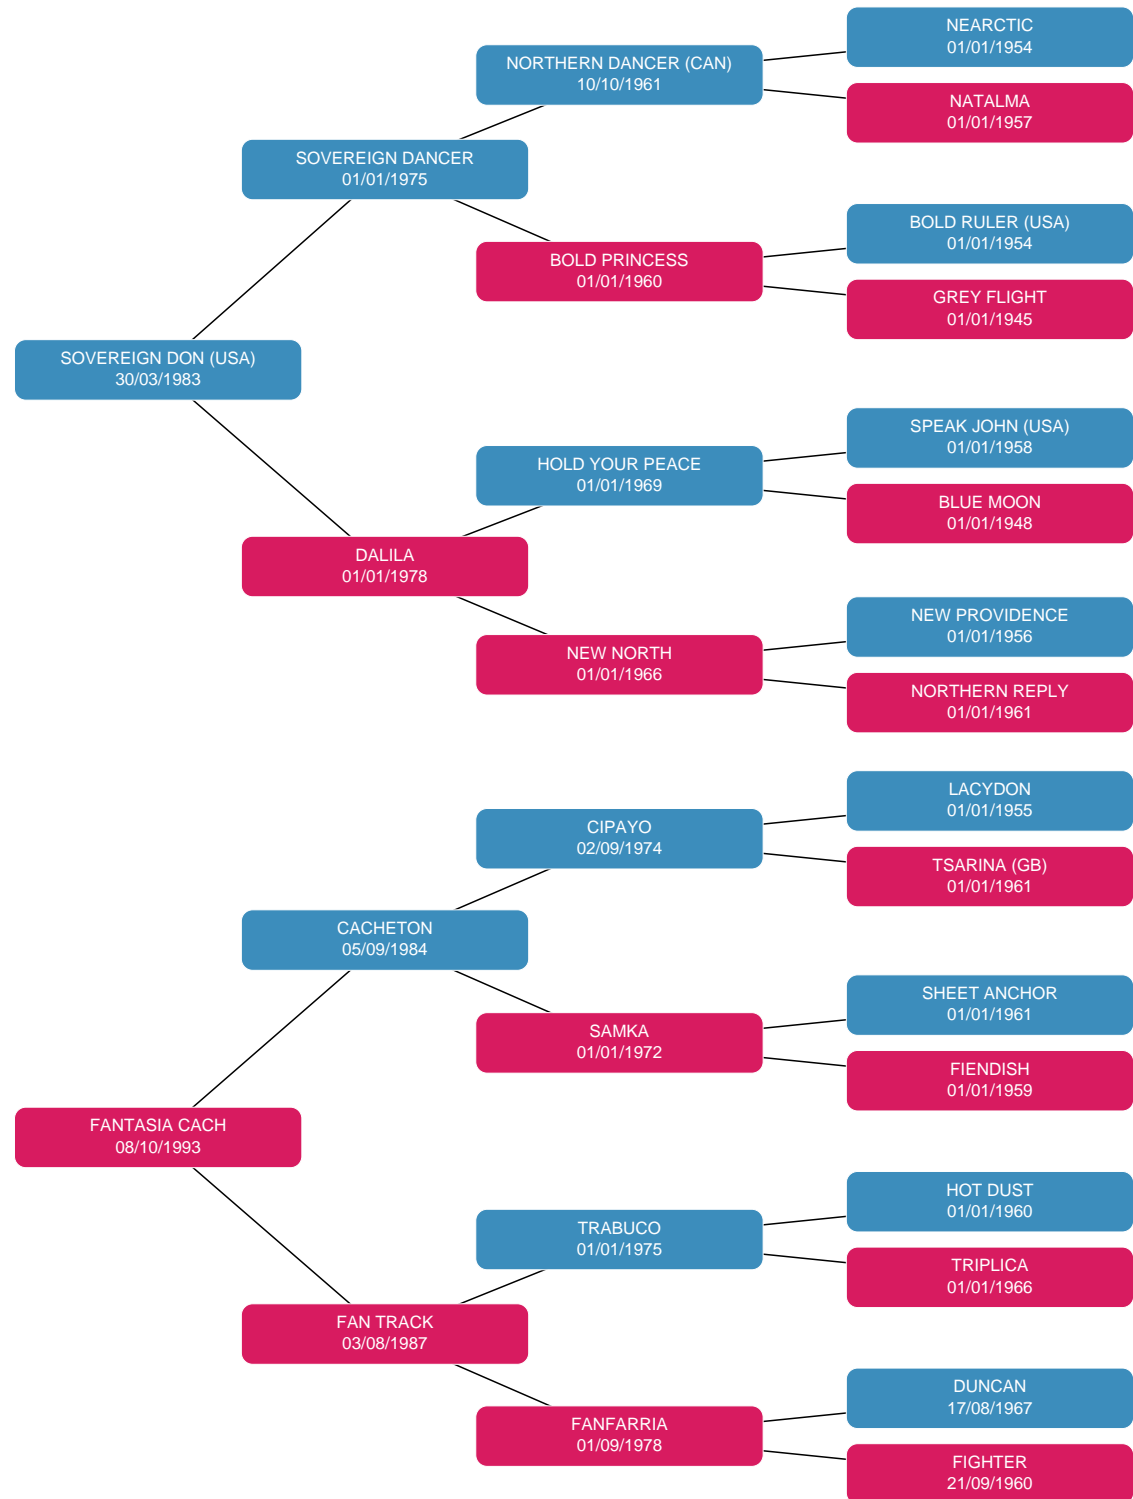 NEARCTIC
01/01/1954
NORTHERN DANCER (CAN)
10/10/1961
NATALMA
01/01/1957
SOVEREIGN DANCER
01/01/1975
BOLD RULER (USA)
01/01/1954
BOLD PRINCESS
01/01/1960
GREY FLIGHT
01/01/1945
SOVEREIGN DON (USA)
30/03/1983
SPEAK JOHN (USA)
01/01/1958
HOLD YOUR PEACE
01/01/1969
BLUE MOON
01/01/1948
DALILA
01/01/1978
NEW PROVIDENCE
01/01/1956
NEW NORTH
01/01/1966
NORTHERN REPLY
01/01/1961
LACYDON
01/01/1955
CIPAYO
02/09/1974
TSARINA (GB)
01/01/1961
CACHETON
05/09/1984
SHEET ANCHOR
01/01/1961
SAMKA
01/01/1972
FIENDISH
01/01/1959
FANTASIA CACH
08/10/1993
HOT DUST
01/01/1960
TRABUCO
01/01/1975
TRIPLICA
01/01/1966
FAN TRACK
03/08/1987
DUNCAN
17/08/1967
FANFARRIA
01/09/1978
FIGHTER
21/09/1960